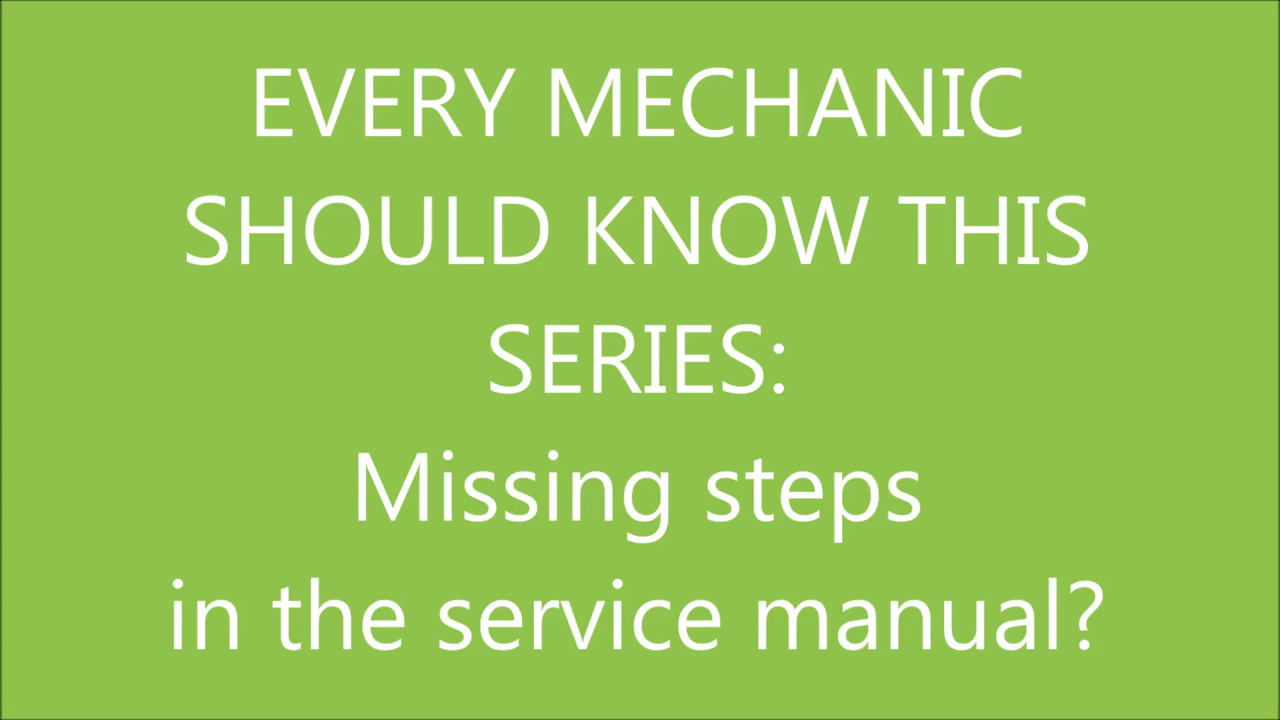 EVERY MECHANIC
SHOULD KNOW THIS
SERIES:
Missing steps
in the service manual?